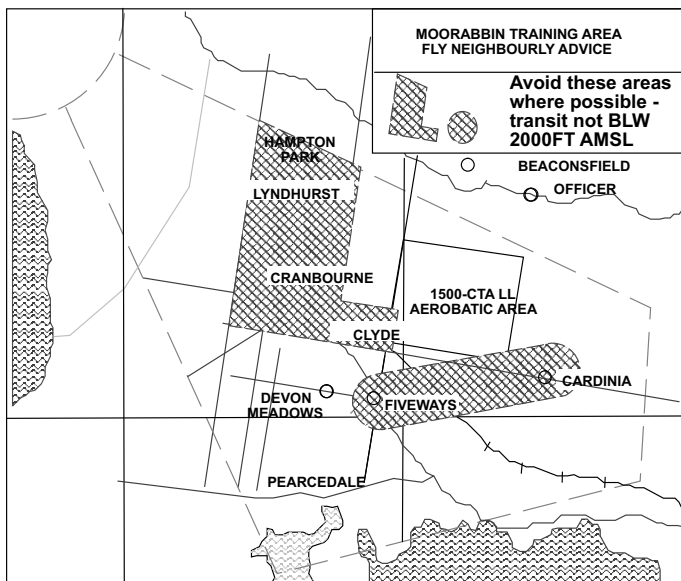 MOORABBIN TRAINING AREA
FLY NEIGHBOURLY ADVICE
Avoid these areas
where possible -
transit not BLW
2000FT AMSL
HAMPTON
PARK
BEACONSFIELD
LYNDHURST
OFFICER
CRANBOURNE
1500-CTA LL
AEROBATIC AREA
CLYDE
CARDINIA
DEVON
MEADOWS
FIVEWAYS
PEARCEDALE